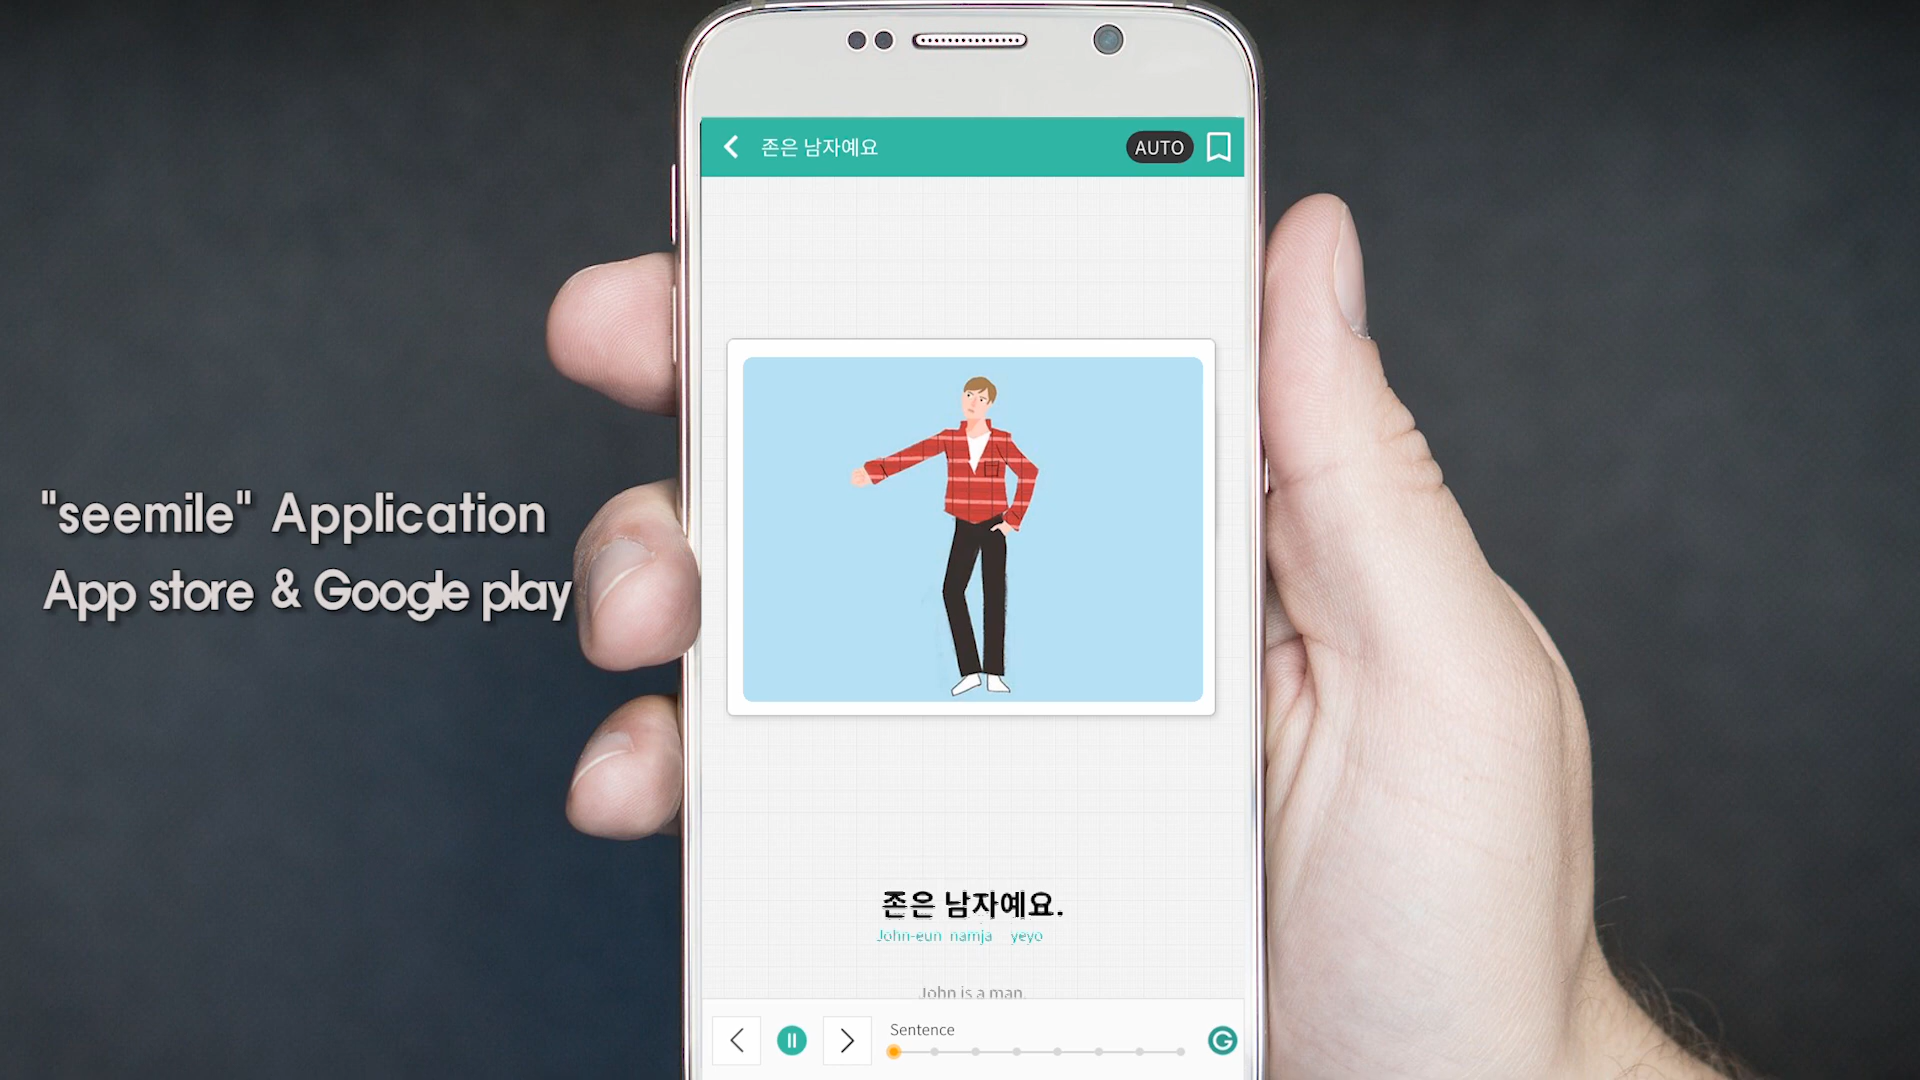 "seemile" Application
App store & Google play
존은 남자예요
AUTO
존은 남자예요.
John-eun namja yeyo
John is a man.
Sentence
G